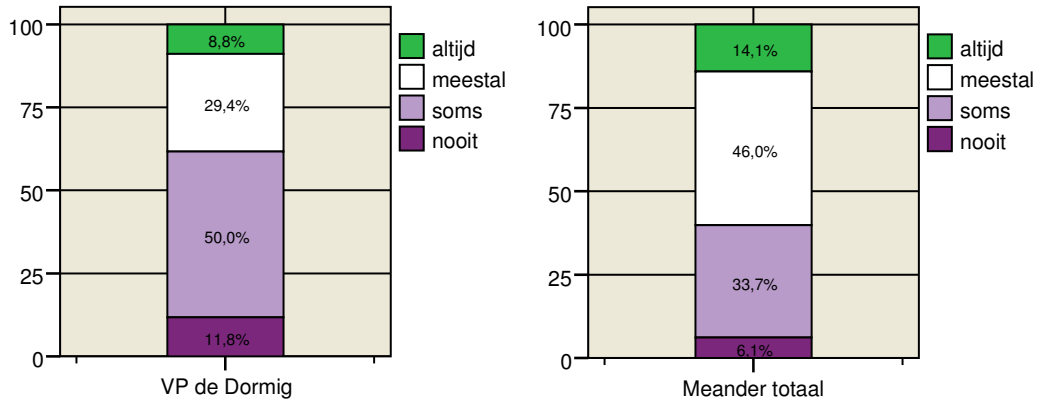 100
75
50
25
0
8,8%
29,4%
50,0%
11,8%
VP de Dormig
altijd
meestal
soms
nooit
100
75
50
25
0
14,1%
46,0%
33,7%
6,1%
Meander totaal
altijd
meestal
soms
nooit